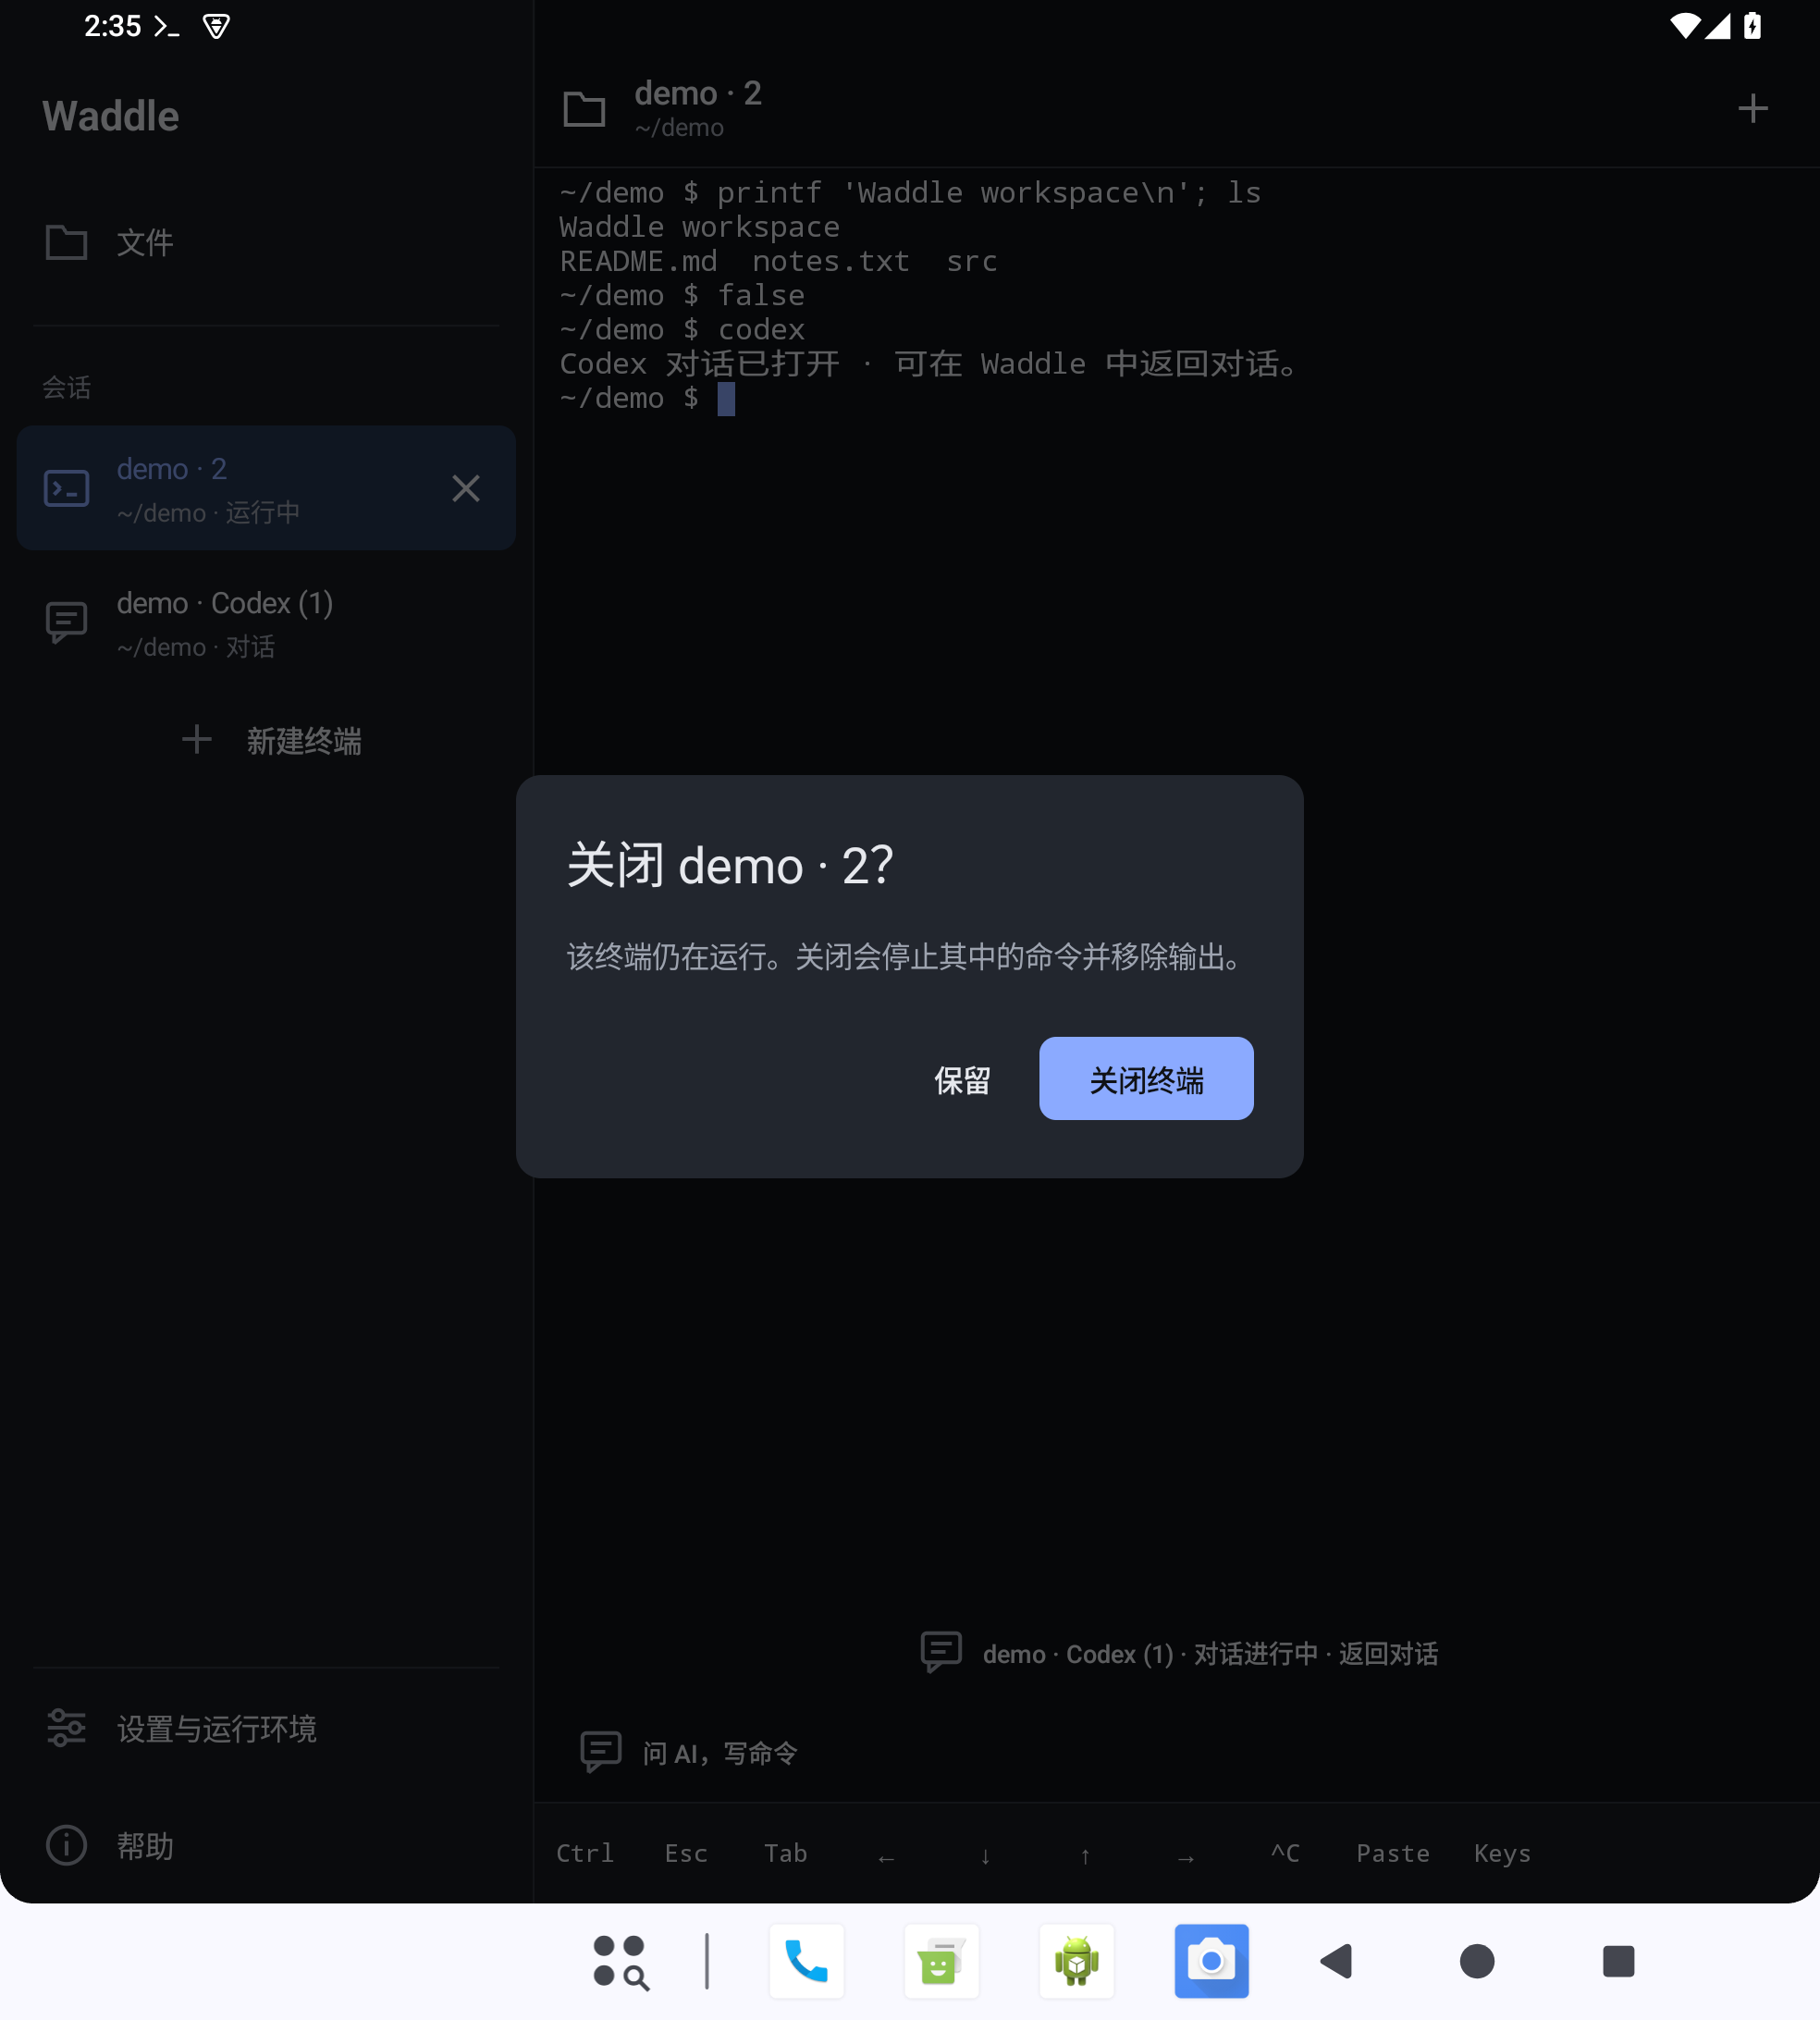 2:35
Waddle
文件
会话
demo · 2
~/demo · 运行中
demo · Codex (1)
~/demo · 对话
新建终端
设置与运行环境
帮助
demo · 2
~/demo
~/demo $ printf 'Waddle workspace\n'; ls
Waddle workspace
README.md  notes.txt  src
~/demo $ false
~/demo $ codex
Codex 对话已打开 · 可在 Waddle 中返回对话。
~/demo $
关闭 demo · 2?
该终端仍在运行。关闭会停止其中的命令并移除输出。
保留 关闭终端
demo · Codex (1) · 对话进行中 · 返回对话
问 AI，写命令
Ctrl Esc Tab ← ↓ ↑ → ^C Paste Keys